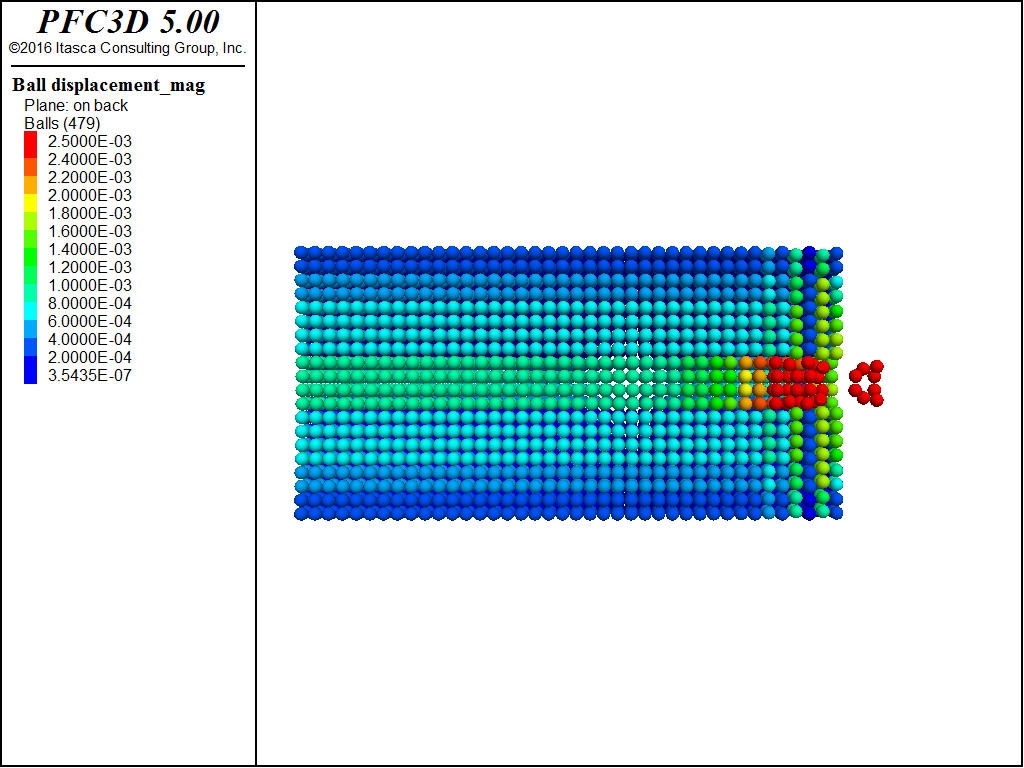 PFC3D 5.00
©2016 Itasca Consulting Group, Inc.
Ball displacement_mag
Plane: on back
Balls (479)
2.5000E-03
2.4000E-03
2.2000E-03
2.0000E-03
1.8000E-03
1.6000E-03
1.4000E-03
1.2000E-03
1.0000E-03
8.0000E-04
6.0000E-04
4.0000E-04
2.0000E-04
3.5435E-07